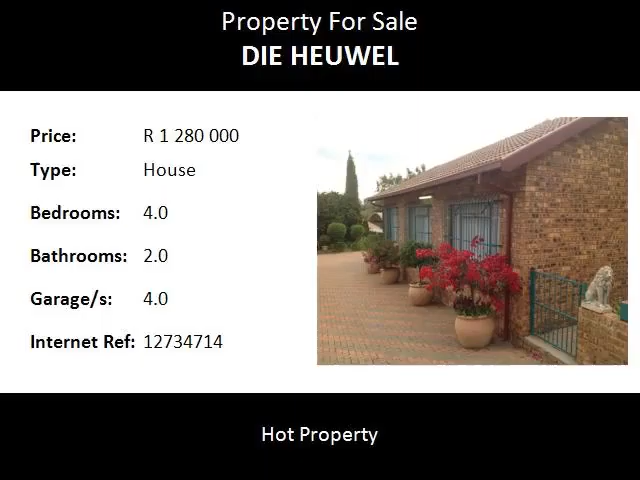 Property For Sale
DIE HEUWEL
Price: R 1 280 000
Type: House
Bedrooms: 4.0
Bathrooms: 2.0
Garage/s: 4.0
Internet Ref: 12734714
Hot Property